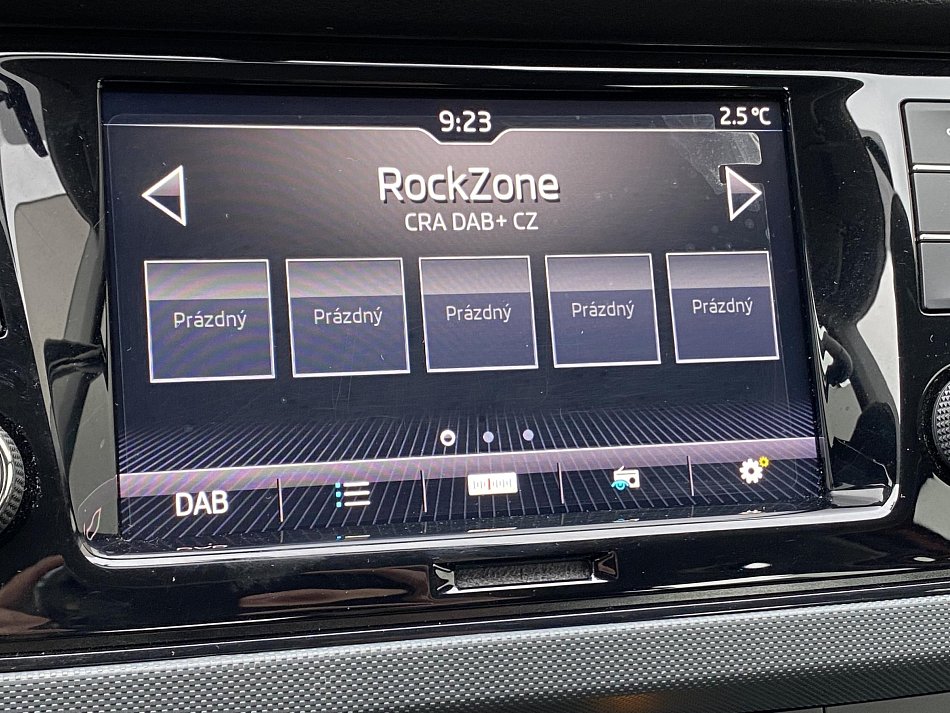 9:23
2.5 °C
RockZone
CRA DAB+ CZ
Prázdný Prázdný Prázdný Prázdný Prázdný
DAB